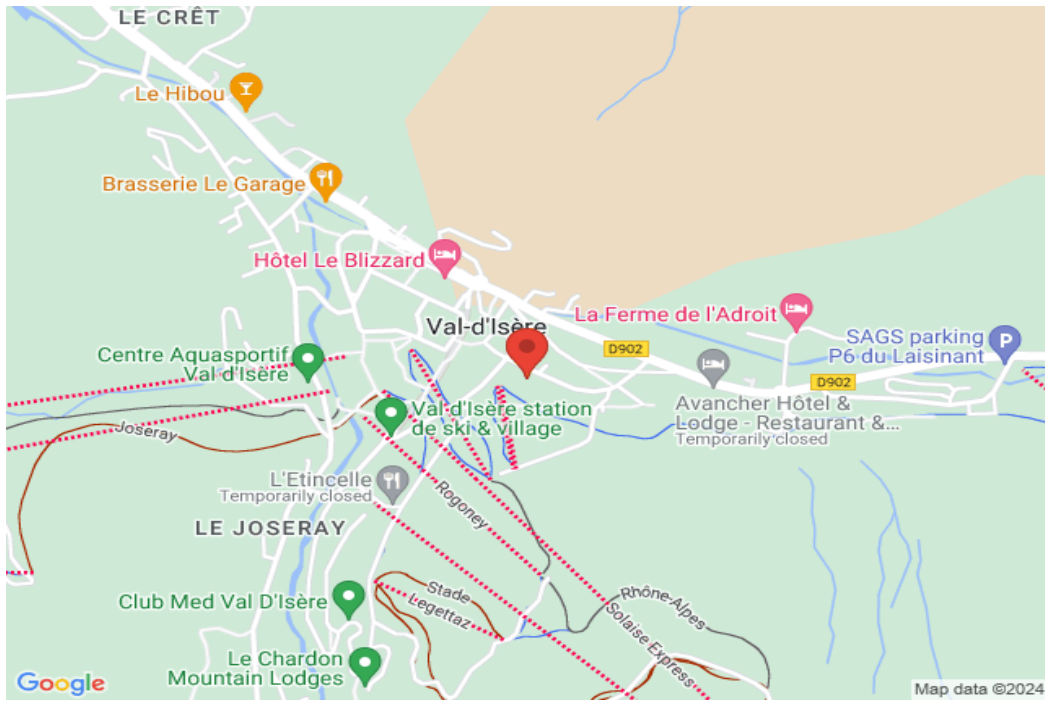 LE CRÊT
Le Hibou
Brasserie Le Garage
Hôtel Le Blizzard
La Ferme de l'Adroit
Val-d'Isère
SAGS parking
P6 du Laisinant
P
D902
Centre Aquasportif
Val d'Isère
D902
Avancher Hôtel &
Lodge - Restaurant &...
Temporarily closed
Val d'Isère station
de ski & village
Joseray
L'Etincelle
Temporarily closed
Rogoney
LE JOSERAY
Stade
Legettaz
Rhône-Alpes
Solaise Express
Club Med Val D'Isère
Le Chardon
Mountain Lodges
Google
Map data ©2024